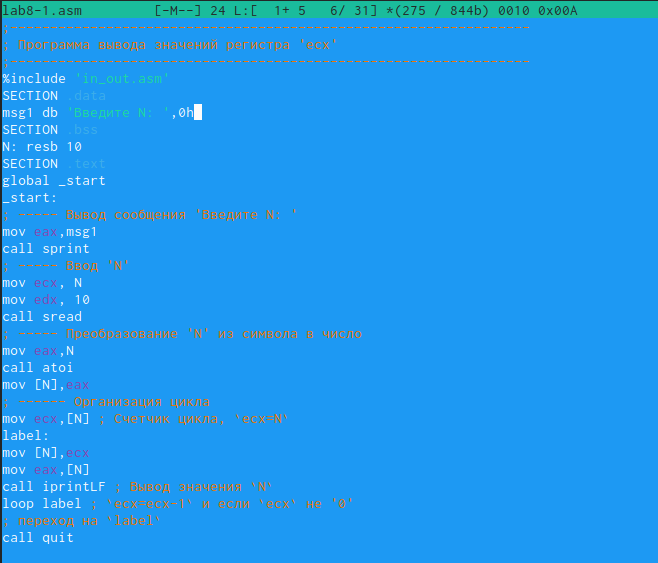 lab8-1.asm [-M--] 24 L:[ 1+ 5 6/ 31] *(275 / 844b) 0010 0x00A
;------------------------------------------------------------------
; Программа вывода значений регистра 'ecx'
;------------------------------------------------------------------
%include 'in_out.asm'
SECTION .data
msg1 db 'Введите N: ',0h
SECTION .bss
N: resb 10
SECTION .text
global _start
_start:
; ----- Вывод сообщения 'Введите N: '
mov eax,msg1
call sprint
; ----- Ввод 'N'
mov ecx, N
mov edx, 10
call sread
; ----- Преобразование 'N' из символа в число
mov eax,N
call atoi
mov [N],eax
; ------ Организация цикла
mov ecx,[N] ; Счетчик цикла, `ecx=N`
label:
mov [N],ecx
mov eax,[N]
call iprintLF ; Вывод значения `N`
loop label ; `ecx=ecx-1` и если `ecx` не '0'
; переход на `label`
call quit